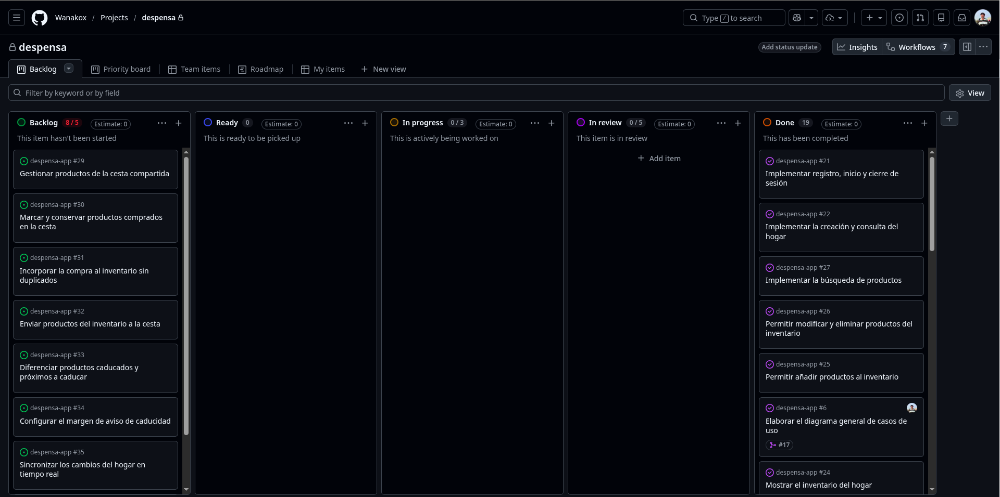 Wanakox / Projects / despensa
Type / to search
despensa
Add status update
Insights
Workflows 7
Backlog
Priority board
Team items
Roadmap
My items
New view
Filter by keyword or by field
View
Backlog 8 / 5 Estimate: 0
This item hasn't been started
despensa-app #29
Gestionar productos de la cesta compartida
despensa-app #30
Marcar y conservar productos comprados
en la cesta
despensa-app #31
Incorporar la compra al inventario sin
duplicados
despensa-app #32
Enviar productos del inventario a la cesta
despensa-app #33
Diferenciar productos caducados y
próximos a caducar
despensa-app #34
Configurar el margen de aviso de caducidad
despensa-app #35
Sincronizar los cambios del hogar en
tiempo real
Ready 0 Estimate: 0
This is ready to be picked up
In progress 0 / 3 Estimate: 0
This is actively being worked on
In review 0 / 5 Estimate: 0
This item is in review
Add item
Done 19 Estimate: 0
This has been completed
despensa-app #21
Implementar registro, inicio y cierre de
sesión
despensa-app #22
Implementar la creación y consulta del
hogar
despensa-app #27
Implementar la búsqueda de productos
despensa-app #26
Permitir modificar y eliminar productos del
inventario
despensa-app #25
Permitir añadir productos al inventario
despensa-app #6
Elaborar el diagrama general de casos de
uso
#17
despensa-app #24
Mostrar el inventario del hogar